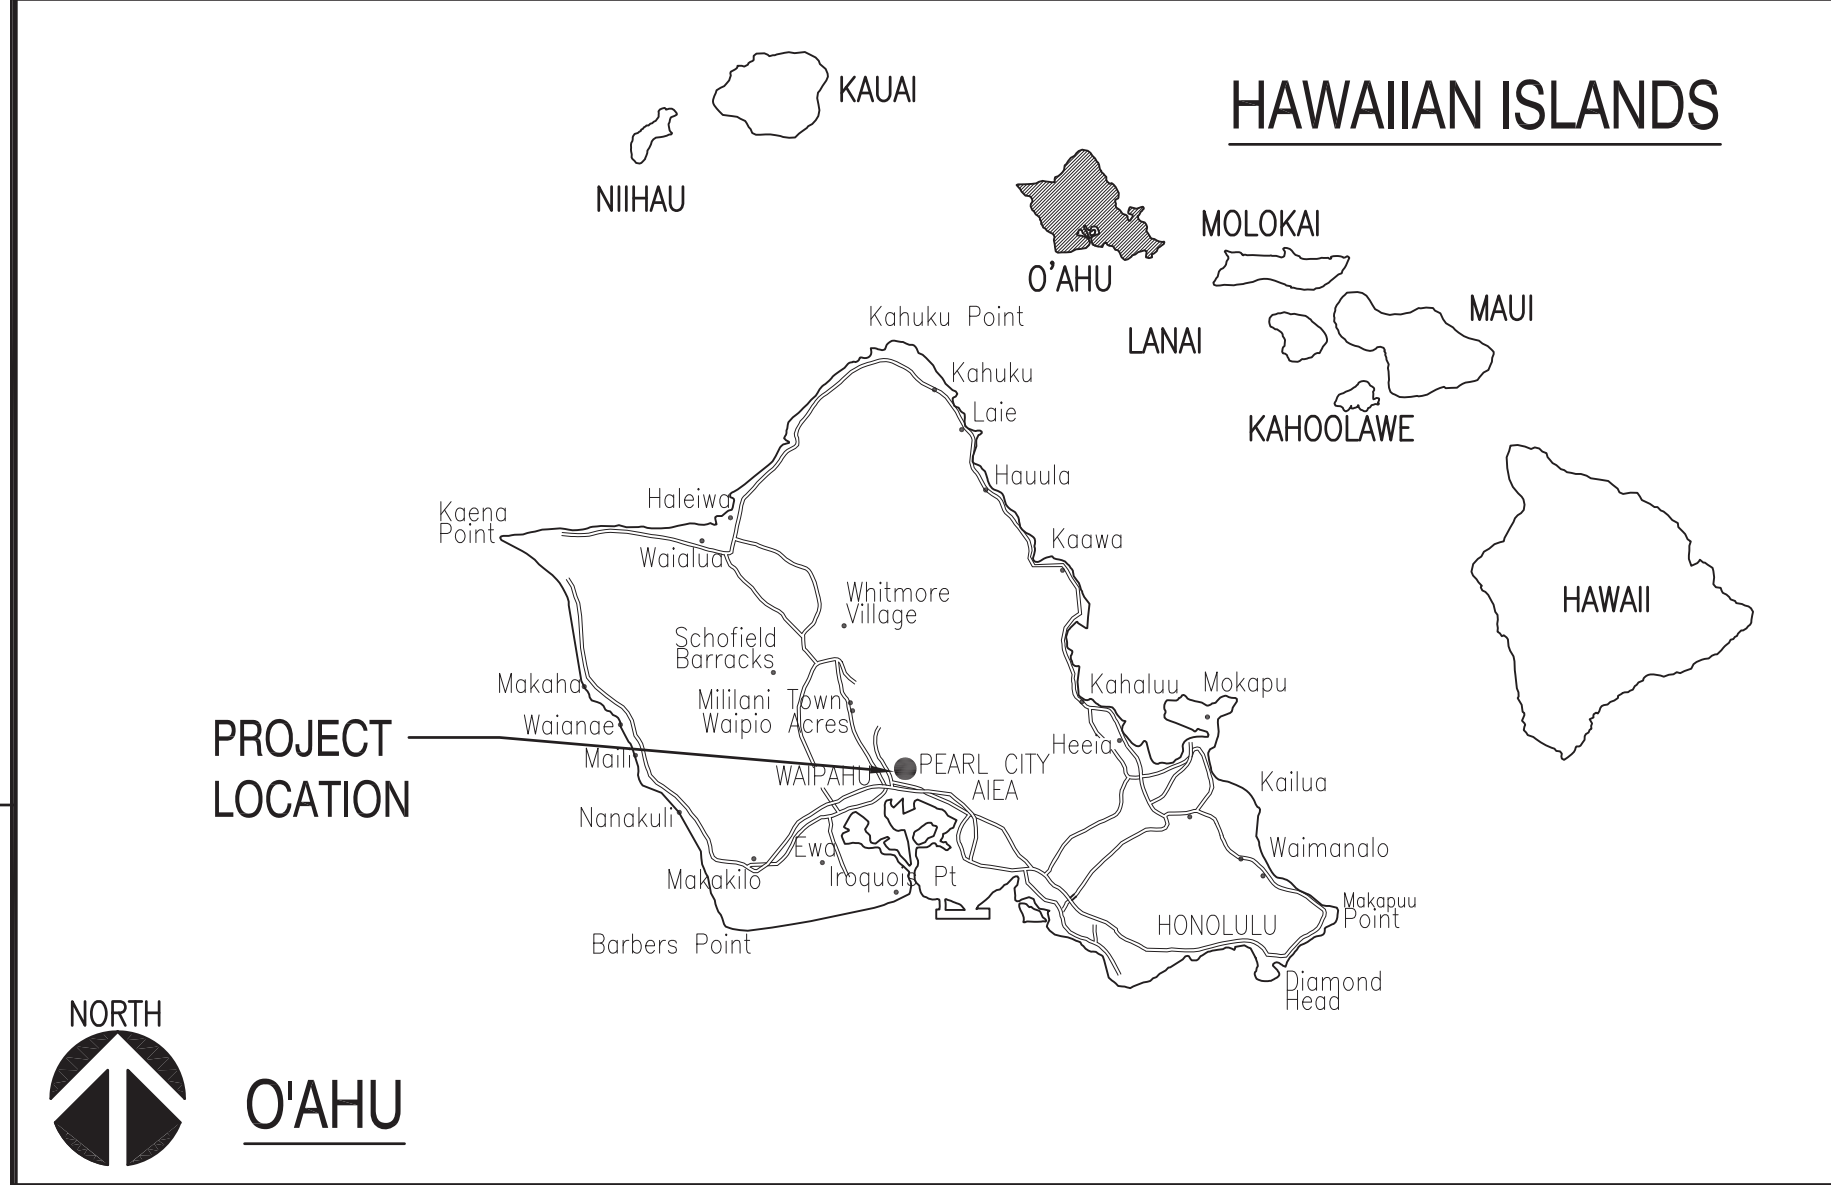 HAWAIIAN ISLANDS
KAUAI
NIIHAU
O'AHU
MOLOKAI
MAUI
LANAI
KAHOOLAWE
HAWAII
Kahuku Point
Kahuku
Laie
Hauula
Haleiwa
Kaena
Point
Kaawa
Waialua
Whitmore
Village
Schofield
Barracks
Makaha
Kahaluu
Mokapu
Mililani Town
Waipio Acres
Waianae
PROJECT
LOCATION
Maili
Heeia
WAIPAHU
PEARL CITY
AIEA
Kailua
Nanakuli
Ewa
Waimanalo
Makakilo
Iroquois Pt
Makapuu
Point
HONOLULU
Barbers Point
Diamond
Head
NORTH
O'AHU